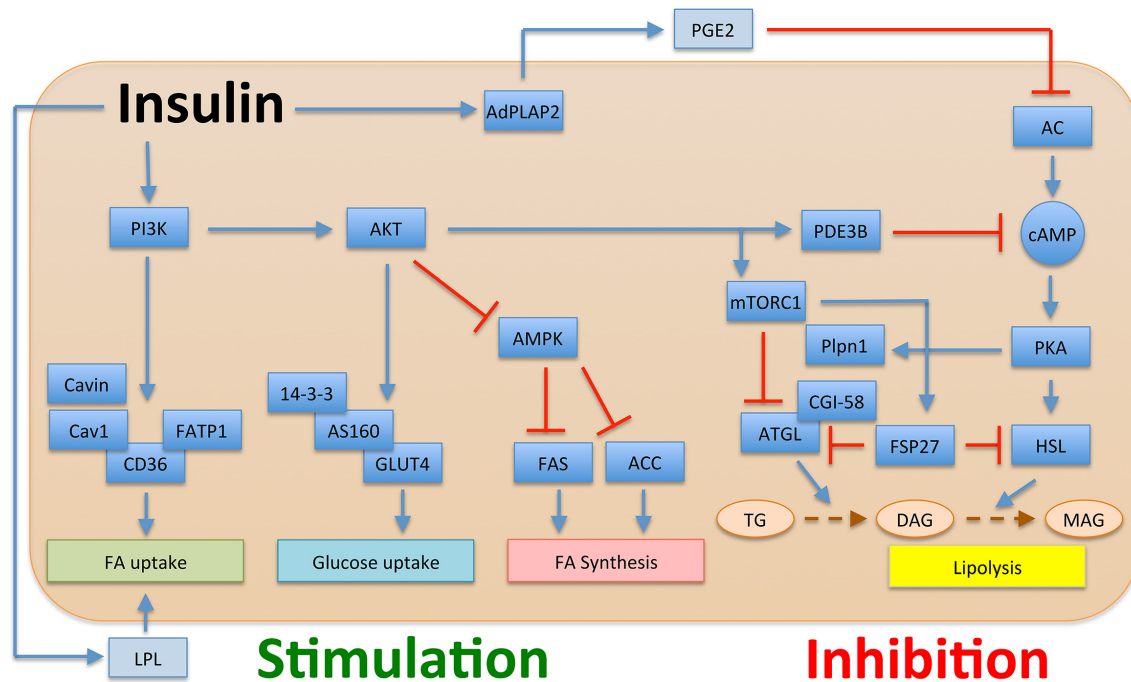 PGE2
Insulin
AdPLAP2
AC
PI3K
AKT
PDE3B
cAMP
mTORC1
AMPK
Plpn1
PKA
Cavin
14-3-3
CGI-58
Cav1
FATP1
AS160
ATGL
FSP27
HSL
CD36
GLUT4
FAS
ACC
TG
DAG
MAG
FA uptake
Glucose uptake
FA Synthesis
Lipolysis
LPL
Stimulation
Inhibition